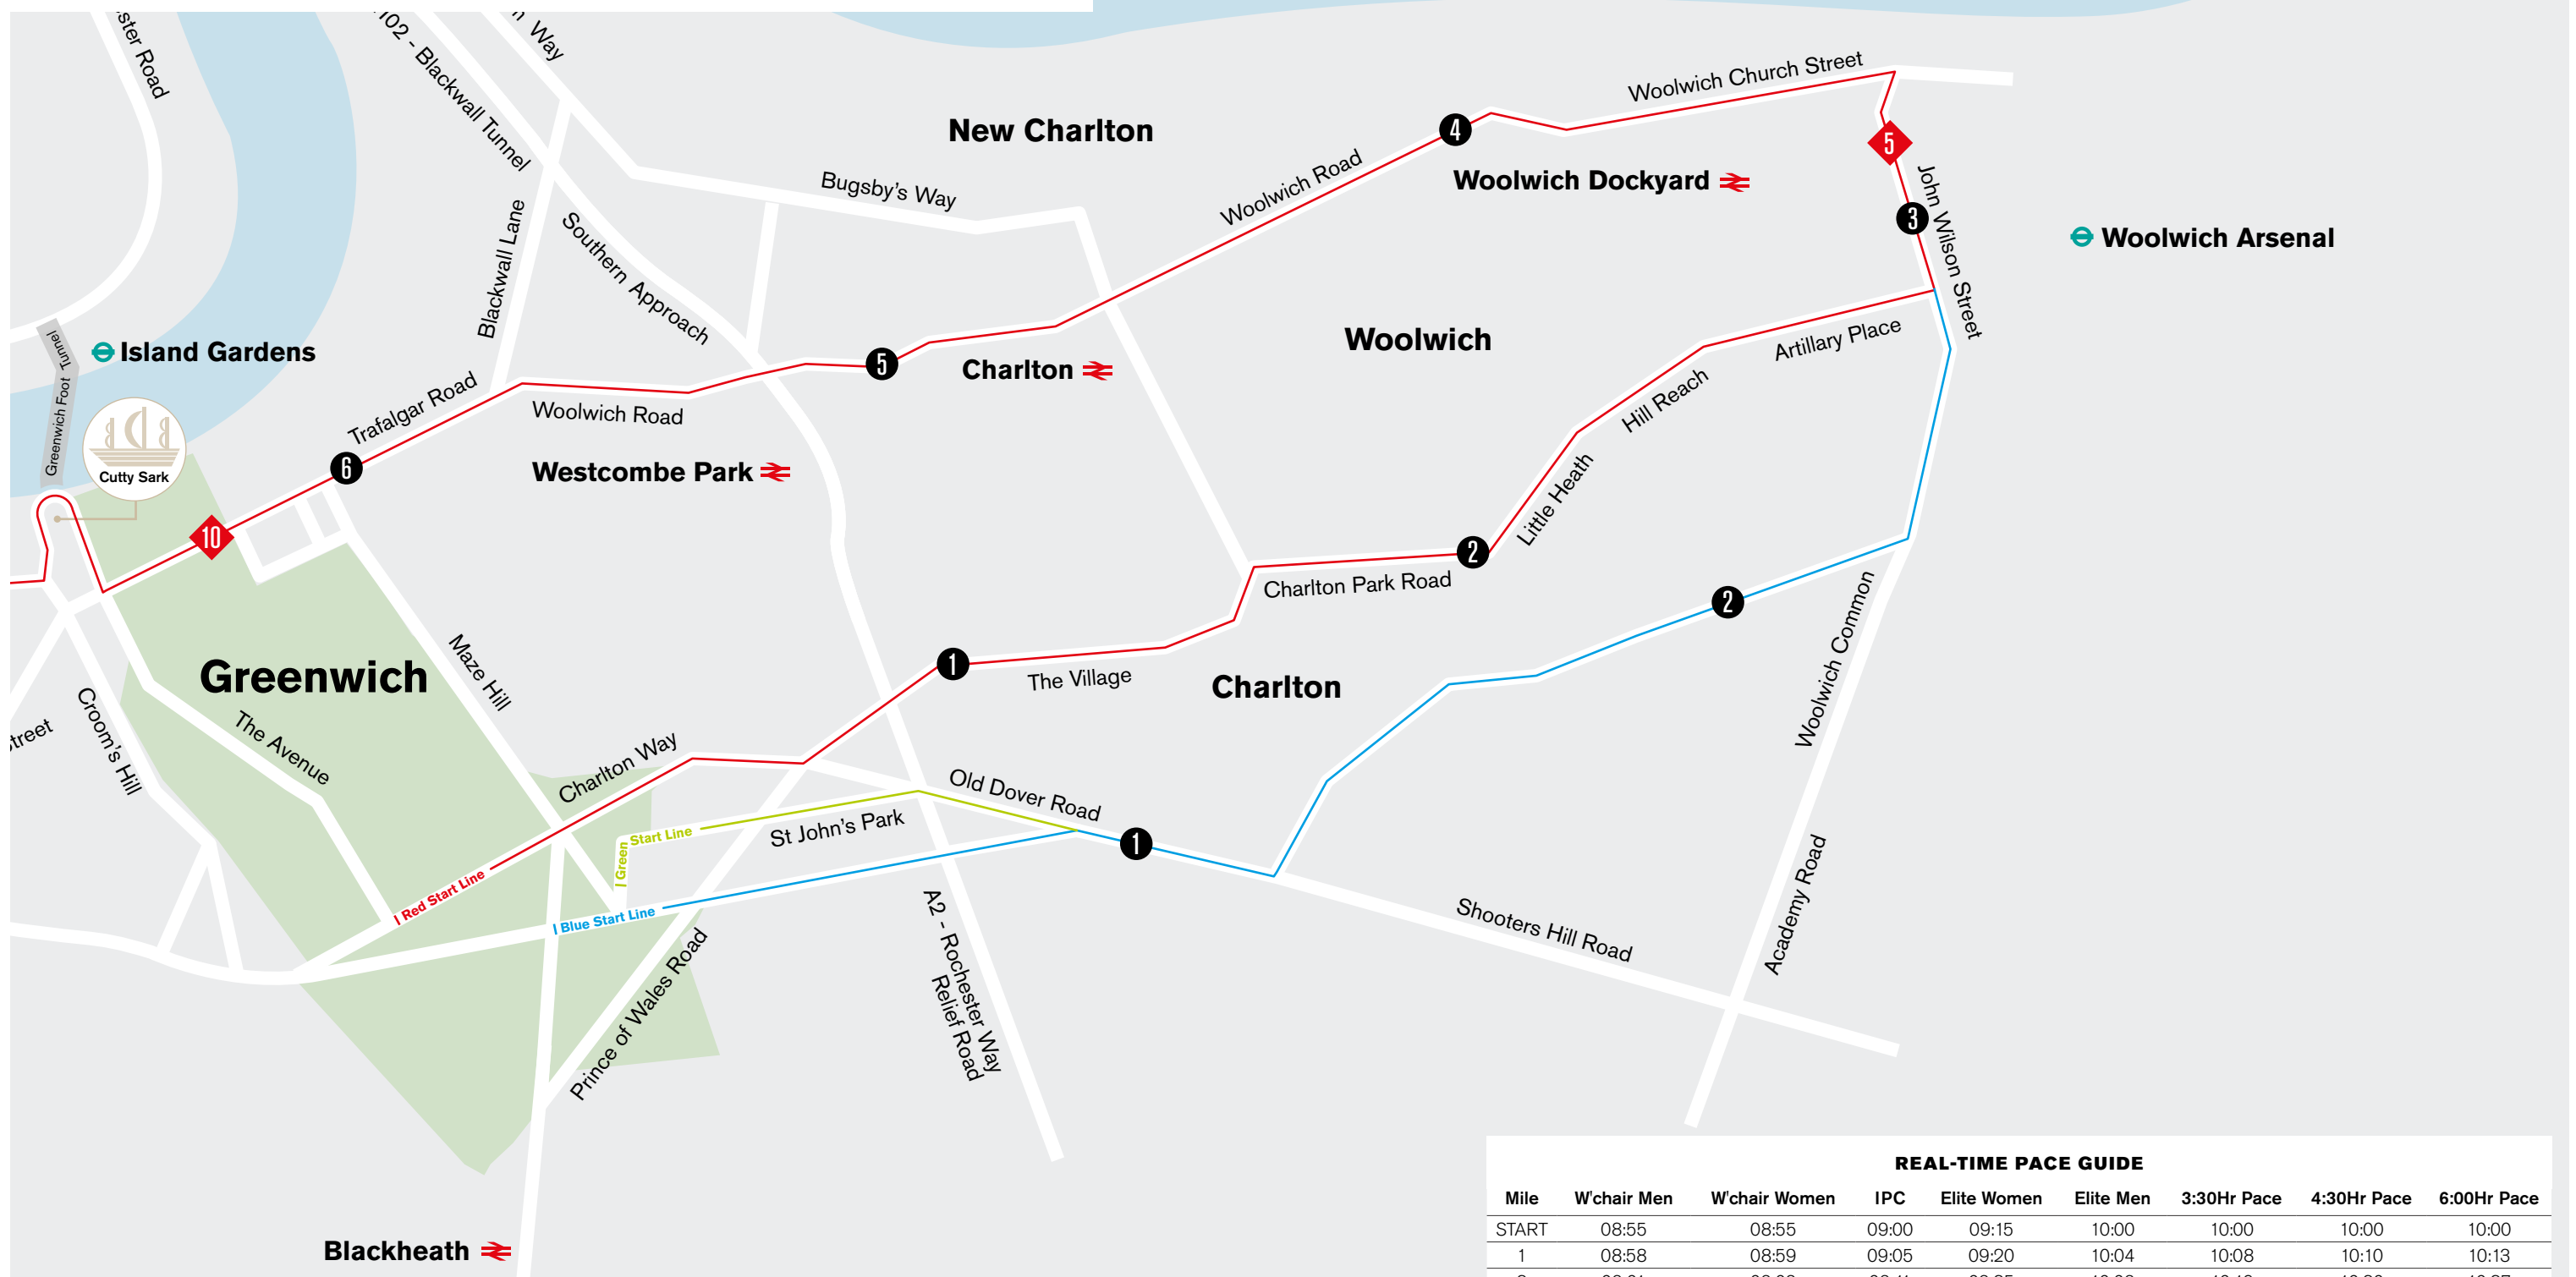 Way
Blackwall Tunnel
Woolwich Church Street
New Charlton
4
5
Woolwich Road
Woolwich Dockyard
Bugsby's Way
John Wilson Street
3
Woolwich Arsenal
Blackwall Lane
Southern Approach
Greenwich Foot Tunnel
Island Gardens
Woolwich
Artillary Place
5
Charlton
Trafalgar Road
Woolwich Road
Hill Reach
6
Westcombe Park
Cutty Sark
Little Heath
10
2
Charlton Park Road
2
Woolwich Common
Greenwich
Maze Hill
1
The Village
Charlton
Croom's Hill
The Avenue
Charlton Way
Old Dover Road
Green Start Line
St John's Park
1
Red Start Line
Blue Start Line
Shooters Hill Road
Academy Road
A2 - Rochester Way
Relief Road
Prince of Wales Road
Blackheath
REAL-TIME PACE GUIDE
Mile W'chair Men W'chair Women IPC Elite Women Elite Men 3:30Hr Pace 4:30Hr Pace 6:00Hr Pace
START 08:55 08:55 09:00 09:15 10:00 10:00 10:00 10:00
1 08:58 08:59 09:05 09:20 10:04 10:08 10:10 10:13